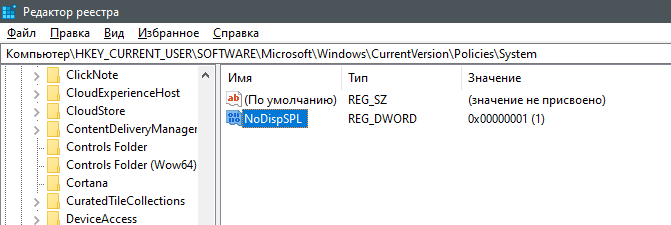 Редактор реестра
Файл Правка Вид Избранное Справка
Компьютер\HKEY_CURRENT_USER\SOFTWARE\Microsoft\Windows\CurrentVersion\Policies\System
ClickNote
CloudExperienceHost
CloudStore
ContentDeliveryManager
Controls Folder
Controls Folder (Wow64)
Cortana
CuratedTileCollections
DeviceAccess
Имя Тип Значение
(По умолчанию) REG_SZ (значение не присвоено)
NoDispSPL REG_DWORD 0x00000001 (1)